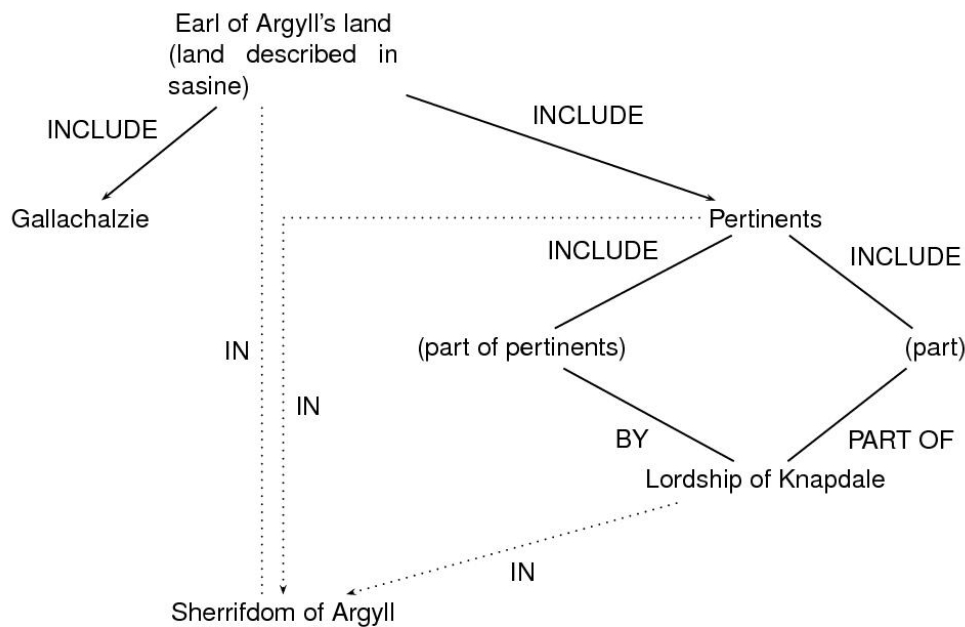 Earl of Argyll's land
(land described in
sasine)
INCLUDE
INCLUDE
Gallachalzie
Pertinents
INCLUDE
INCLUDE
IN
(part of pertinents)
(part)
IN
BY
PART OF
Lordship of Knapdale
IN
Sherrifdom of Argyll